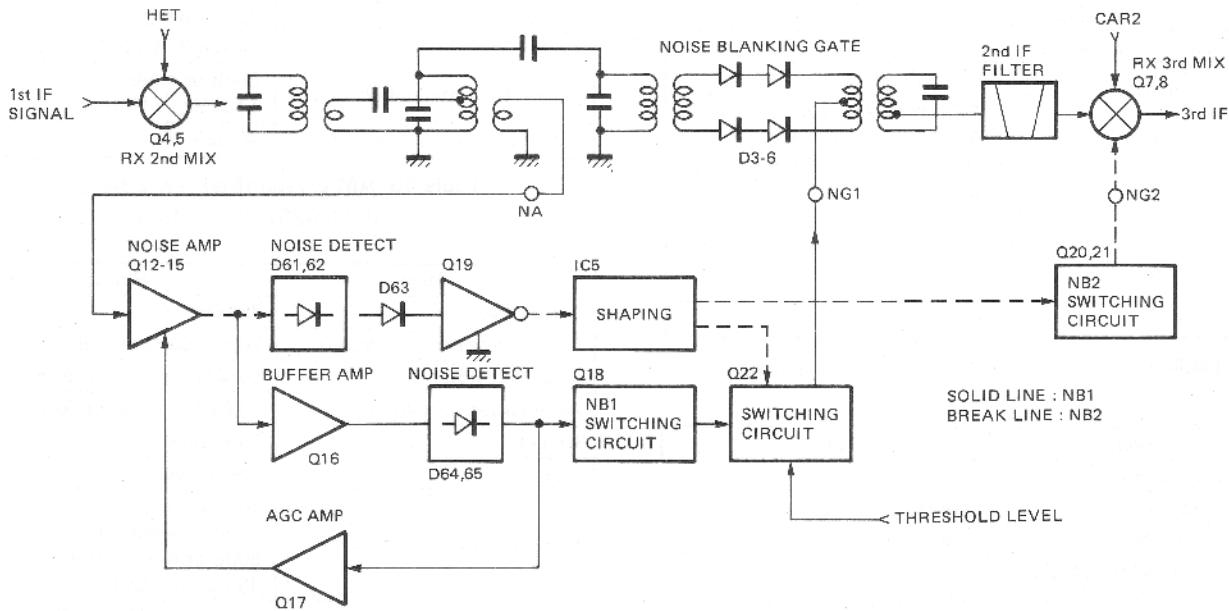 HET
1st IF
SIGNAL
Q4,5
RX 2nd MIX
NOISE BLANKING GATE
D3-6
2nd IF
FILTER
CAR2
RX 3rd MIX
Q7,8
3rd IF
NA
NG1
NG2
NOISE AMP
Q12-15
NOISE DETECT
D61,62
D63
Q19
IC5
SHAPING
Q20,21
NB2
SWITCHING
CIRCUIT
BUFFER AMP
Q16
NOISE DETECT
D64,65
Q18
NB1
SWITCHING
CIRCUIT
Q22
SWITCHING
CIRCUIT
SOLID LINE : NB1
BREAK LINE : NB2
THRESHOLD LEVEL
AGC AMP
Q17